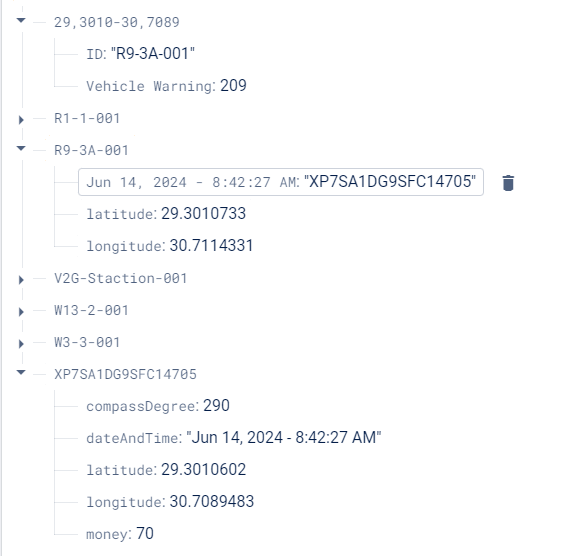 29,3010-30,7089
ID: "R9-3A-001"
Vehicle Warning: 209
R1-1-001
R9-3A-001
Jun 14, 2024 - 8:42:27 AM: "XP7SA1DG9SFC14705"
latitude: 29.3010733
longitude: 30.7114331
V2G-Staction-001
W13-2-001
W3-3-001
XP7SA1DG9SFC14705
compassDegree: 290
dateAndTime: "Jun 14, 2024 - 8:42:27 AM"
latitude: 29.3010602
longitude: 30.7089483
money: 70